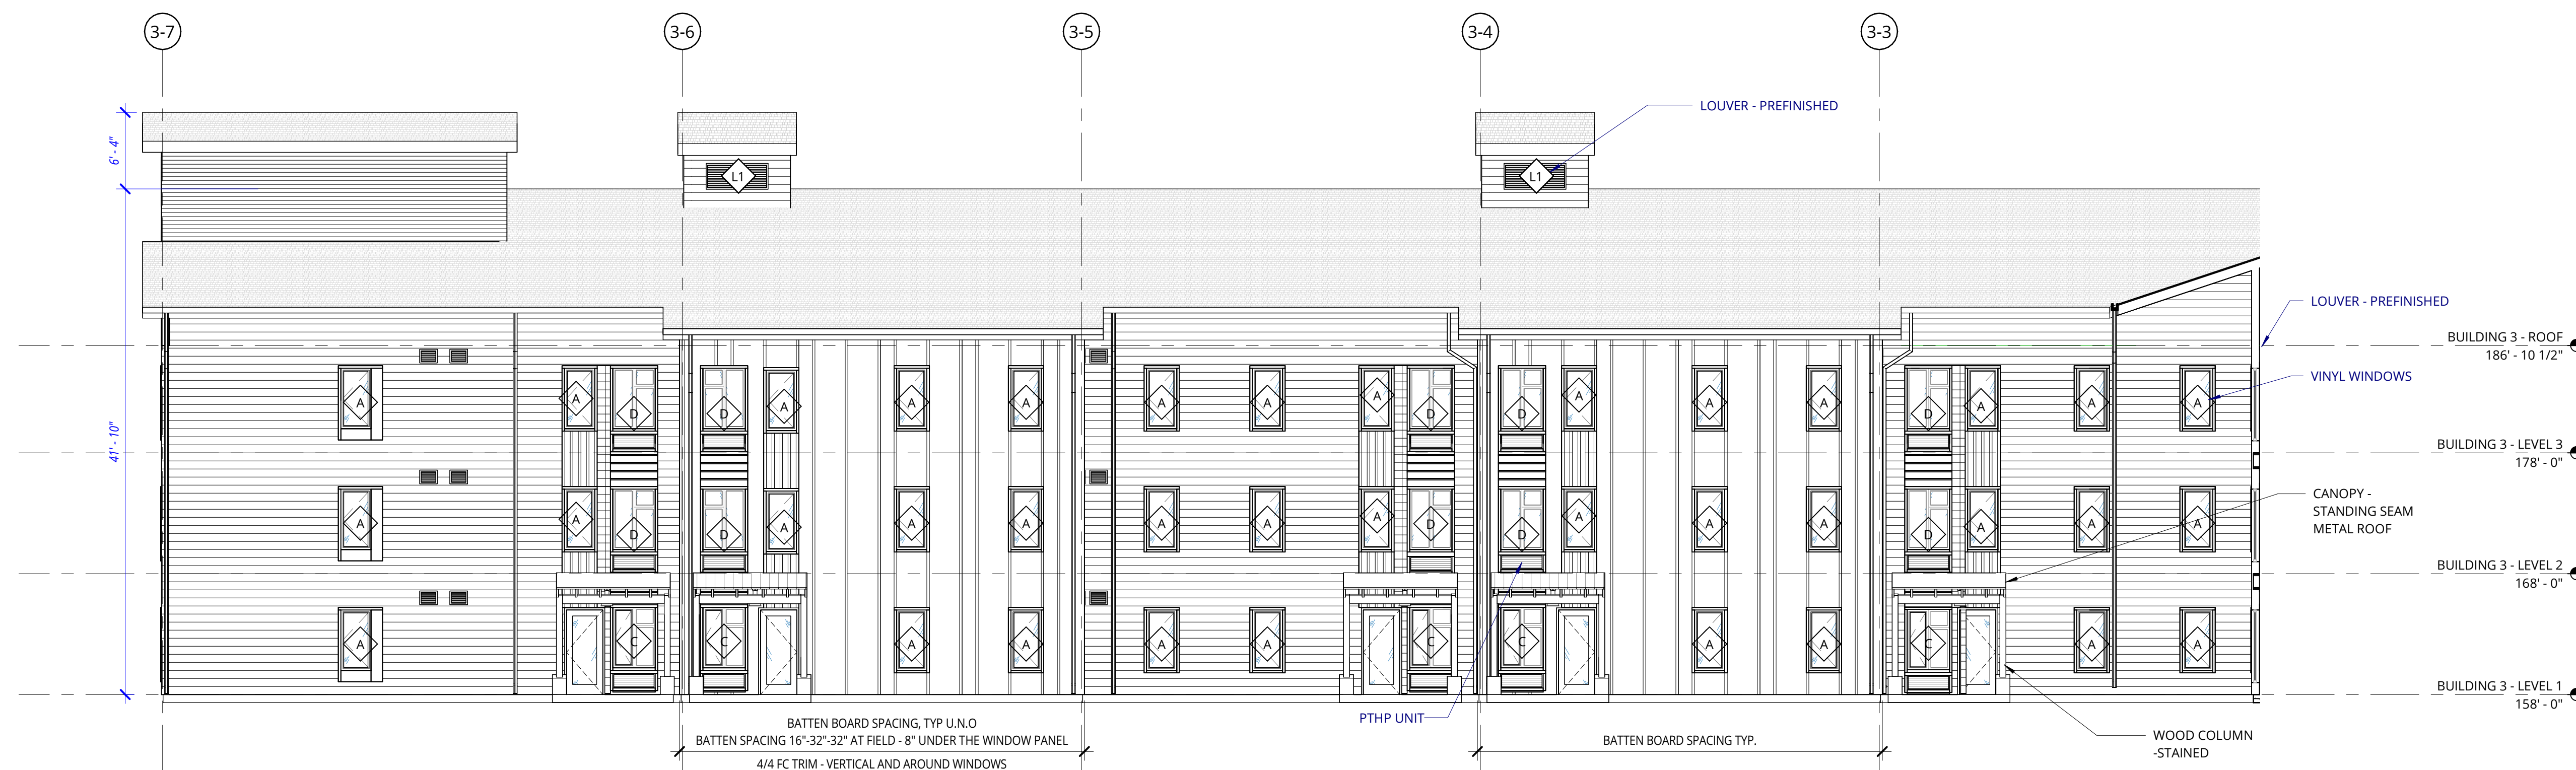 3-7 3-6 3-5 3-4 3-3
LOUVER - PREFINISHED
6' - 4"
L1 L1
LOUVER - PREFINISHED
BUILDING 3 - ROOF
186' - 10 1/2"
VINYL WINDOWS
A A D D A A A A A A D D A A A D A A A
41' - 10"
BUILDING 3 - LEVEL 3
178' - 0"
CANOPY -
STANDING SEAM
METAL ROOF
A A D D A A A A A A D D A A A D A A A
BUILDING 3 - LEVEL 2
168' - 0"
A C C A A A A C C A A C A A
BUILDING 3 - LEVEL 1
158' - 0"
PTHP UNIT
BATTEN BOARD SPACING, TYP U.N.O
BATTEN SPACING 16"-32"-32" AT FIELD - 8" UNDER THE WINDOW PANEL
4/4 FC TRIM - VERTICAL AND AROUND WINDOWS
BATTEN BOARD SPACING TYP.
WOOD COLUMN
-STAINED